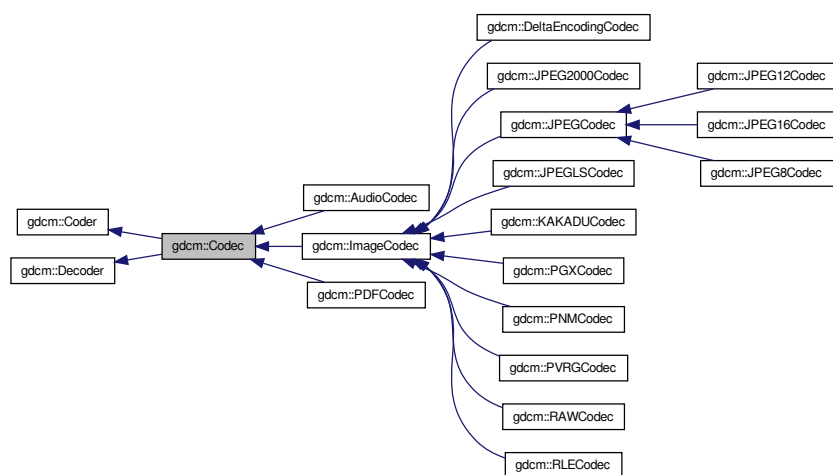 gdcm::DeltaEncodingCodec
gdcm::JPEG2000Codec
gdcm::JPEG12Codec
gdcm::JPEGCodec
gdcm::JPEG16Codec
gdcm::JPEGLSCodec
gdcm::JPEG8Codec
gdcm::AudioCodec
gdcm::Coder
gdcm::KAKADUCodec
gdcm::Codec
gdcm::ImageCodec
gdcm::Decoder
gdcm::PGXCodec
gdcm::PDFCodec
gdcm::PNMCodec
gdcm::PVRGCodec
gdcm::RAWCodec
gdcm::RLECodec